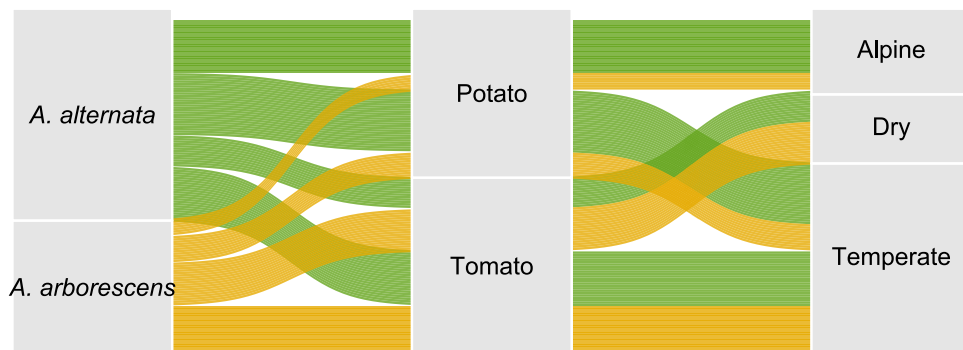 A. alternata
A. arborescens
Potato
Tomato
Alpine
Dry
Temperate